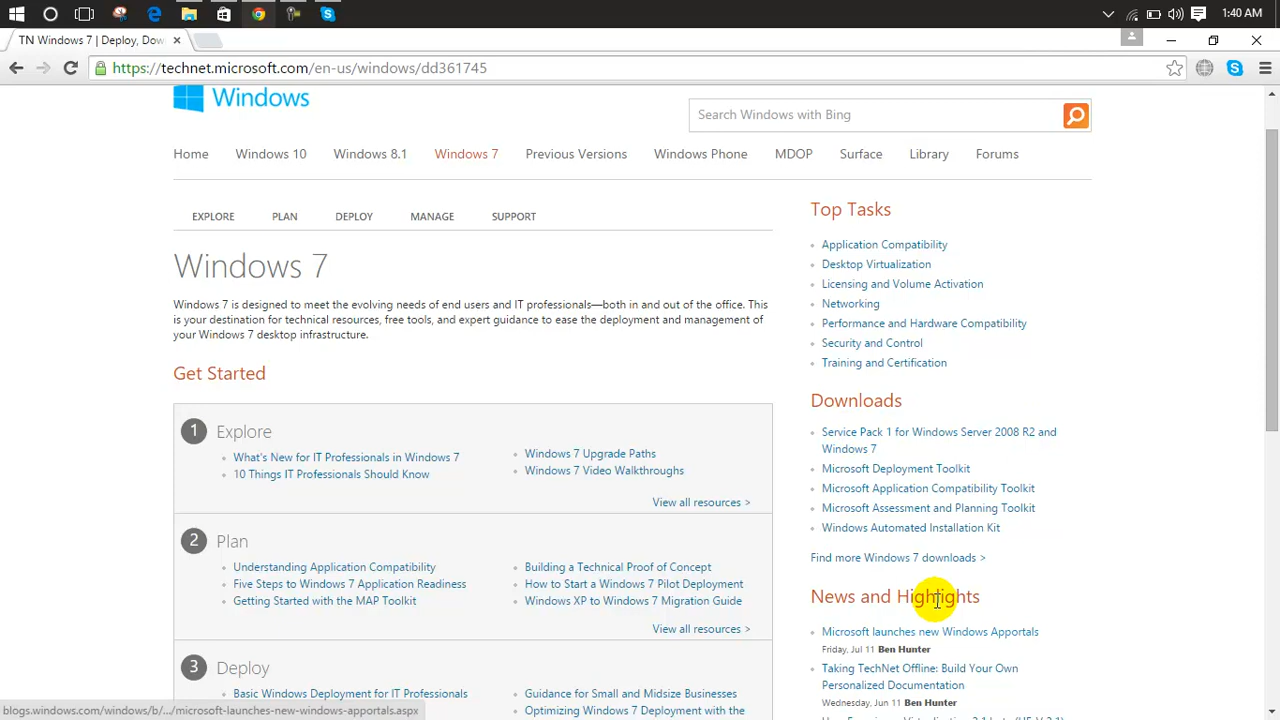 1:40 AM
TN Windows 7 | Deploy, Dow
https://technet.microsoft.com/en-us/windows/dd361745
Windows
Search Windows with Bing
Home Windows 10 Windows 8.1 Windows 7 Previous Versions Windows Phone MDOP Surface Library Forums
EXPLORE PLAN DEPLOY MANAGE SUPPORT
Windows 7
Windows 7 is designed to meet the evolving needs of end users and IT professionals—both in and out of the office. This
is your destination for technical resources, free tools, and expert guidance to ease the deployment and management of
your Windows 7 desktop infrastructure.
Get Started
1 Explore
What's New for IT Professionals in Windows 7
10 Things IT Professionals Should Know
Windows 7 Upgrade Paths
Windows 7 Video Walkthroughs
View all resources >
2 Plan
Understanding Application Compatibility
Five Steps to Windows 7 Application Readiness
Getting Started with the MAP Toolkit
Building a Technical Proof of Concept
How to Start a Windows 7 Pilot Deployment
Windows XP to Windows 7 Migration Guide
View all resources >
3 Deploy
Basic Windows Deployment for IT Professionals
Guidance for Small and Midsize Businesses
Optimizing Windows 7 Deployment with the
Top Tasks
Application Compatibility
Desktop Virtualization
Licensing and Volume Activation
Networking
Performance and Hardware Compatibility
Security and Control
Training and Certification
Downloads
Service Pack 1 for Windows Server 2008 R2 and
Windows 7
Microsoft Deployment Toolkit
Microsoft Application Compatibility Toolkit
Microsoft Assessment and Planning Toolkit
Windows Automated Installation Kit
Find more Windows 7 downloads >
News and Highlights
Microsoft launches new Windows Apportals
Friday, Jul 11 Ben Hunter
Taking TechNet Offline: Build Your Own
Personalized Documentation
Wednesday, Jun 11 Ben Hunter
blogs.windows.com/windows/b/.../microsoft-launches-new-windows-apportals.aspx